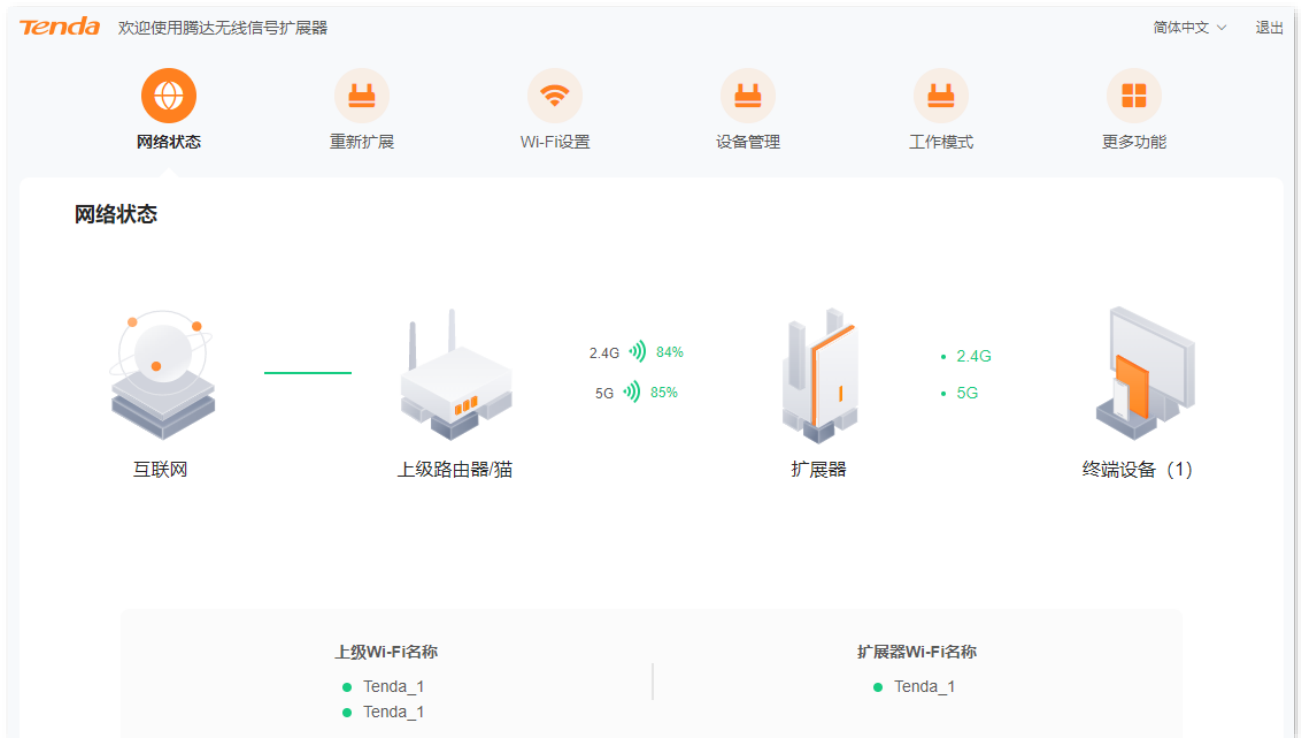 Tenda 欢迎使用腾达无线信号扩展器 简体中文 退出
网络状态 重新扩展 Wi-Fi设置 设备管理 工作模式 更多功能
网络状态
2.4G 84% 2.4G
5G 85% 5G
互联网 上级路由器/猫 扩展器 终端设备（1）
上级Wi-Fi名称 扩展器Wi-Fi名称
Tenda_1 Tenda_1
Tenda_1